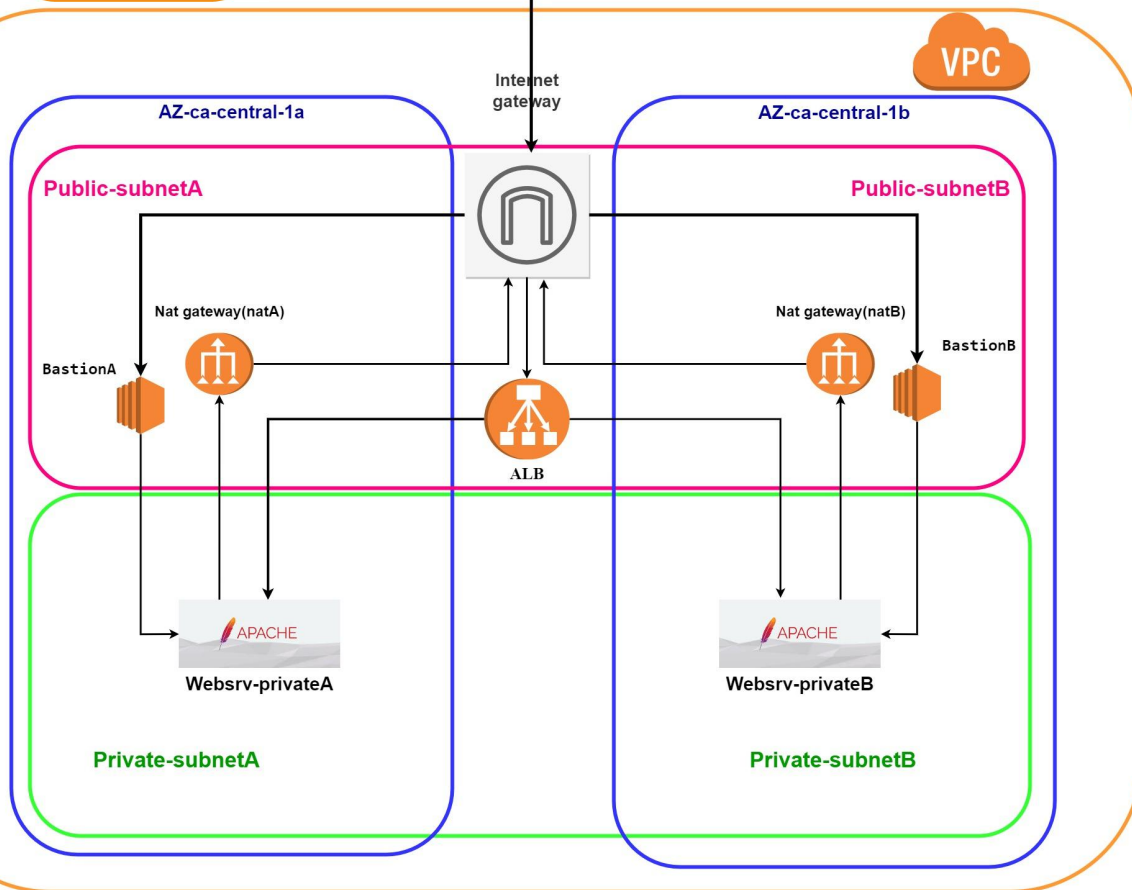 VPC
Internet
gateway
AZ-ca-central-1a
AZ-ca-central-1b
Public-subnetA
Public-subnetB
Nat gateway(natA)
Nat gateway(natB)
BastionA
BastionB
ALB
APACHE
APACHE
Websrv-privateA
Websrv-privateB
Private-subnetA
Private-subnetB